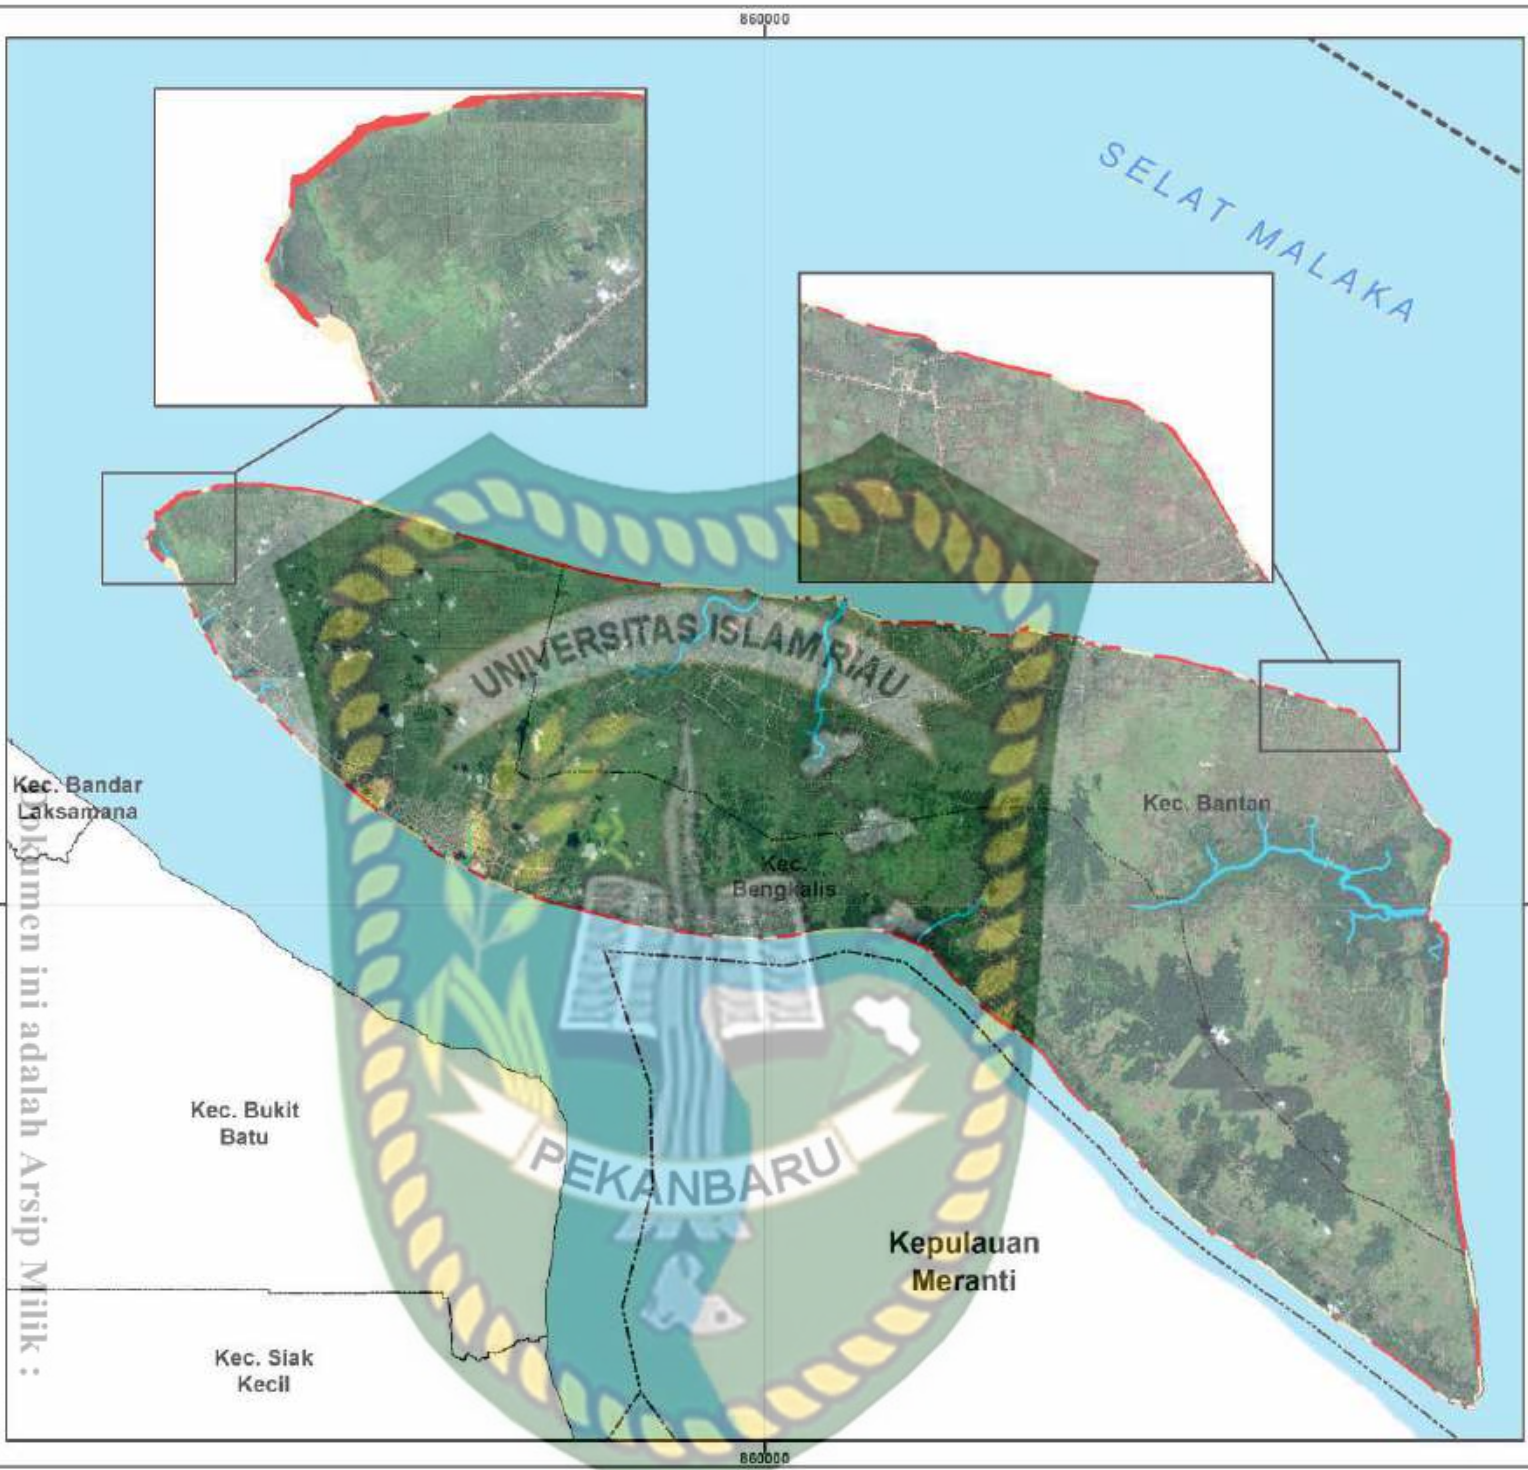 860000
SELAT MALAKA
UNIVERSITAS ISLAM RIAU
Kec. Bandar
Laksamana
Kec. Bantan
Kec.
Bengkalis
Dokumen ini adalah Arsip Milik :
Kec. Bukit
Batu
PEKANBARU
Kepulauan
Meranti
Kec. Siak
Kecil
860000